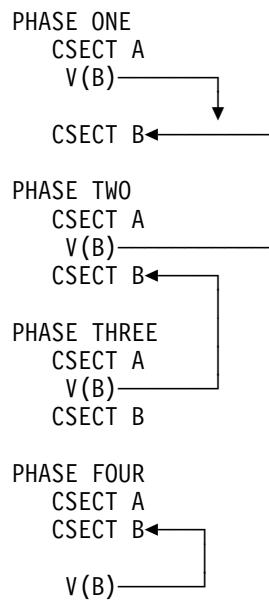 PHASE ONE
CSECT A
V(B)
CSECT B
PHASE TWO
CSECT A
V(B)
CSECT B
PHASE THREE
CSECT A
V(B)
CSECT B
PHASE FOUR
CSECT A
CSECT B
V(B)